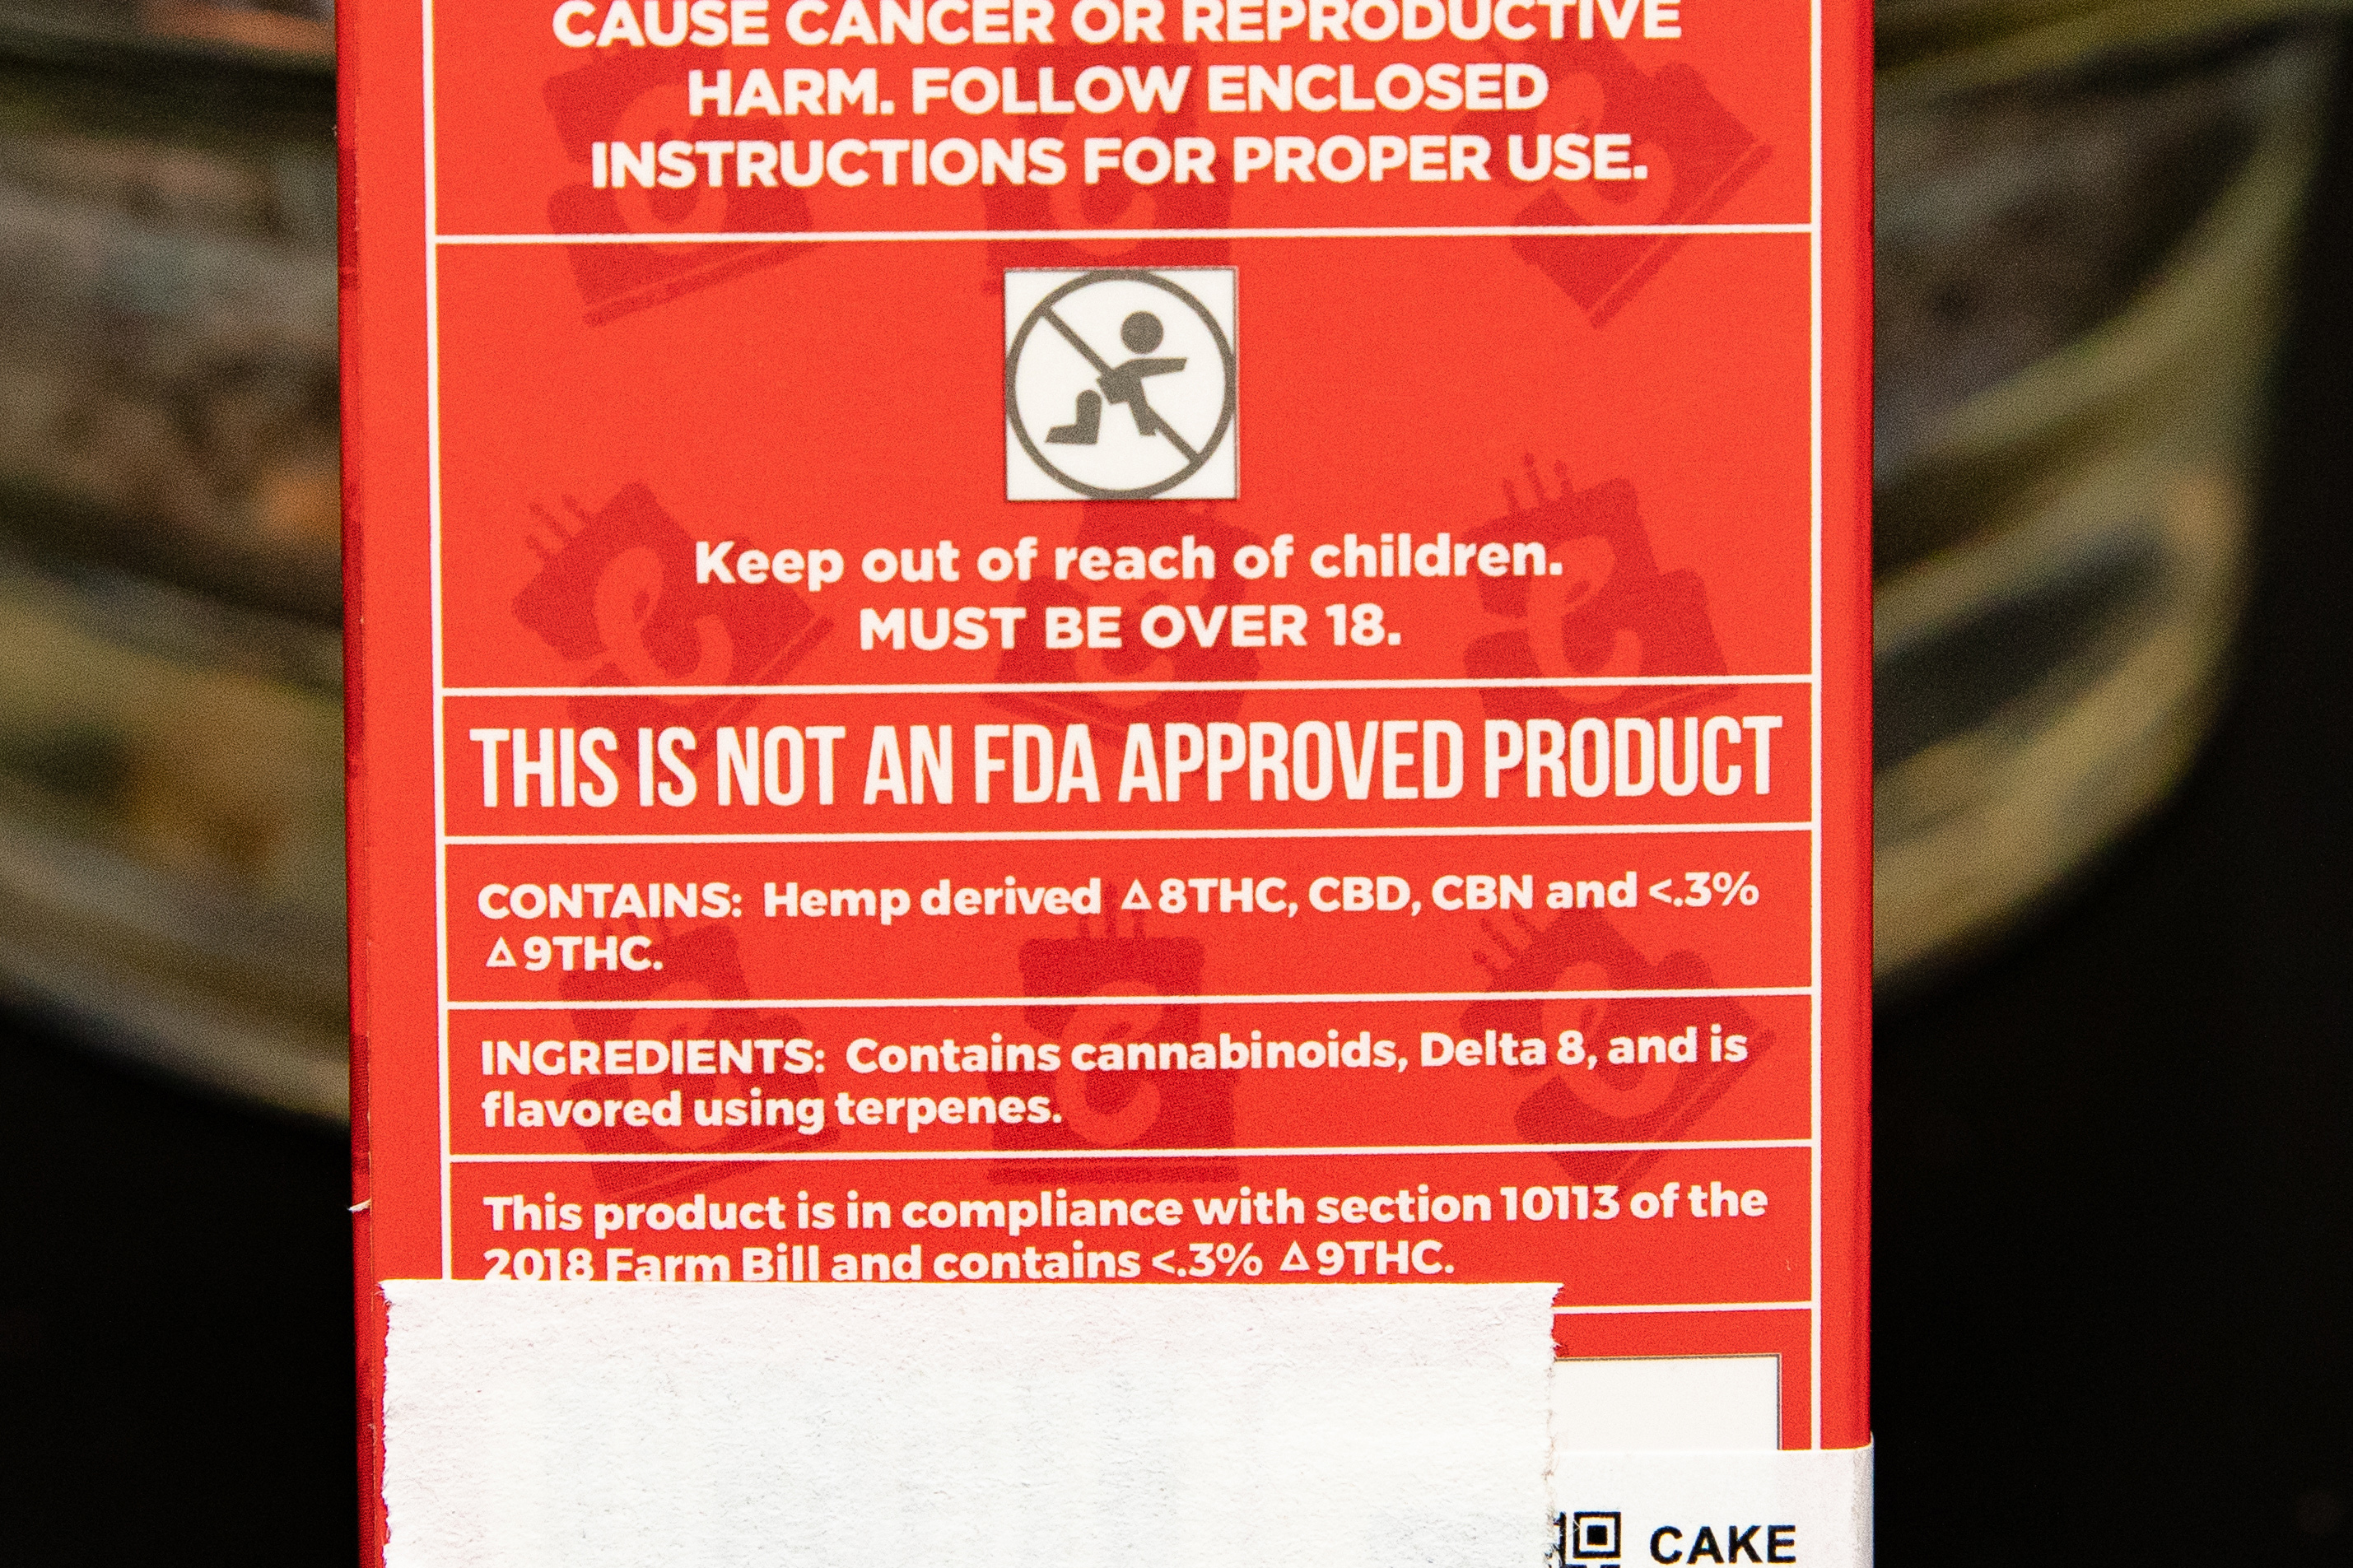 CAUSE CANCER OR REPRODUCTIVE
HARM. FOLLOW ENCLOSED
INSTRUCTIONS FOR PROPER USE.
Keep out of reach of children.
MUST BE OVER 18.
THIS IS NOT AN FDA APPROVED PRODUCT
CONTAINS: Hemp derived Δ8THC, CBD, CBN and <.3%
Δ9THC.
INGREDIENTS: Contains cannabinoids, Delta 8, and is
flavored using terpenes.
This product is in compliance with section 10113 of the
2018 Farm Bill and contains <.3% Δ9THC.
CAKE